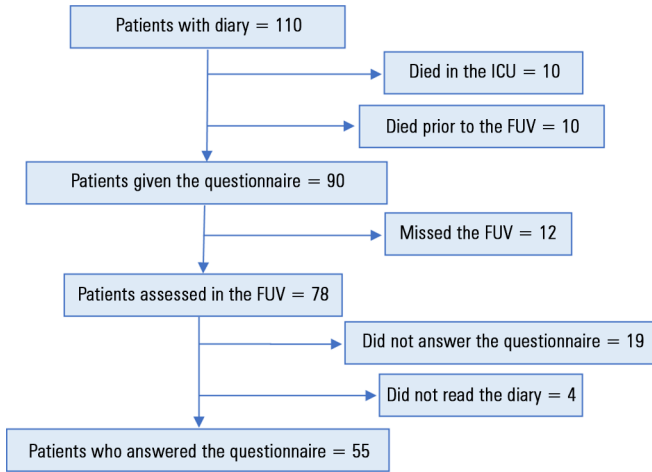 Patients with diary = 110
Died in the ICU = 10
Died prior to the FUV = 10
Patients given the questionnaire = 90
Missed the FUV = 12
Patients assessed in the FUV = 78
Did not answer the questionnaire = 19
Did not read the diary = 4
Patients who answered the questionnaire = 55